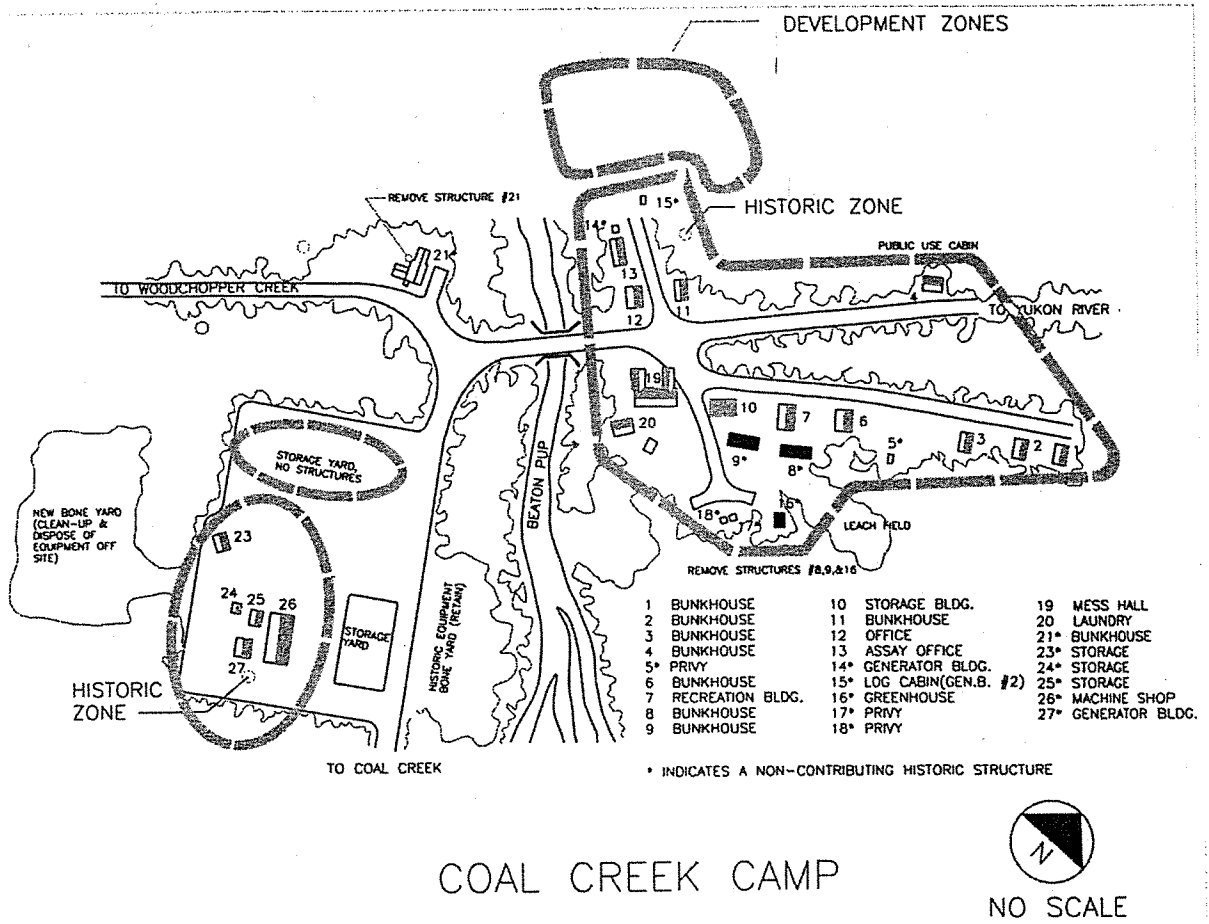 DEVELOPMENT ZONES
REMOVE STRUCTURE #21
15*
HISTORIC ZONE
14*
PUBLIC USE CABIN
21
13
4
TO WOODCHOPPER CREEK
12
11
TO YUKON RIVER
19
10
7
6
20
5*
3
2
1
9*
8*
STORAGE YARD,
NO STRUCTURES
BEATON PUP
NEW BONE YARD
(CLEAN-UP &
DISPOSE OF
EQUIPMENT OFF
SITE)
23
16*
18*
17*
LEACH FIELD
REMOVE STRUCTURES #8,9,&16
24
25
26
27
STORAGE
YARD
HISTORIC EQUIPMENT
BONE YARD (RETAIN)
HISTORIC
ZONE
TO COAL CREEK
1 BUNKHOUSE
2 BUNKHOUSE
3 BUNKHOUSE
4 BUNKHOUSE
5* PRIVY
6 BUNKHOUSE
7 RECREATION BLDG.
8 BUNKHOUSE
9 BUNKHOUSE
10 STORAGE BLDG.
11 BUNKHOUSE
12 OFFICE
13 ASSAY OFFICE
14* GENERATOR BLDG.
15* LOG CABIN(GEN.B. #2)
16* GREENHOUSE
17* PRIVY
18* PRIVY
19 MESS HALL
20 LAUNDRY
21* BUNKHOUSE
23* STORAGE
24* STORAGE
25* STORAGE
26* MACHINE SHOP
27* GENERATOR BLDG.
* INDICATES A NON-CONTRIBUTING HISTORIC STRUCTURE
COAL CREEK CAMP
N
NO SCALE